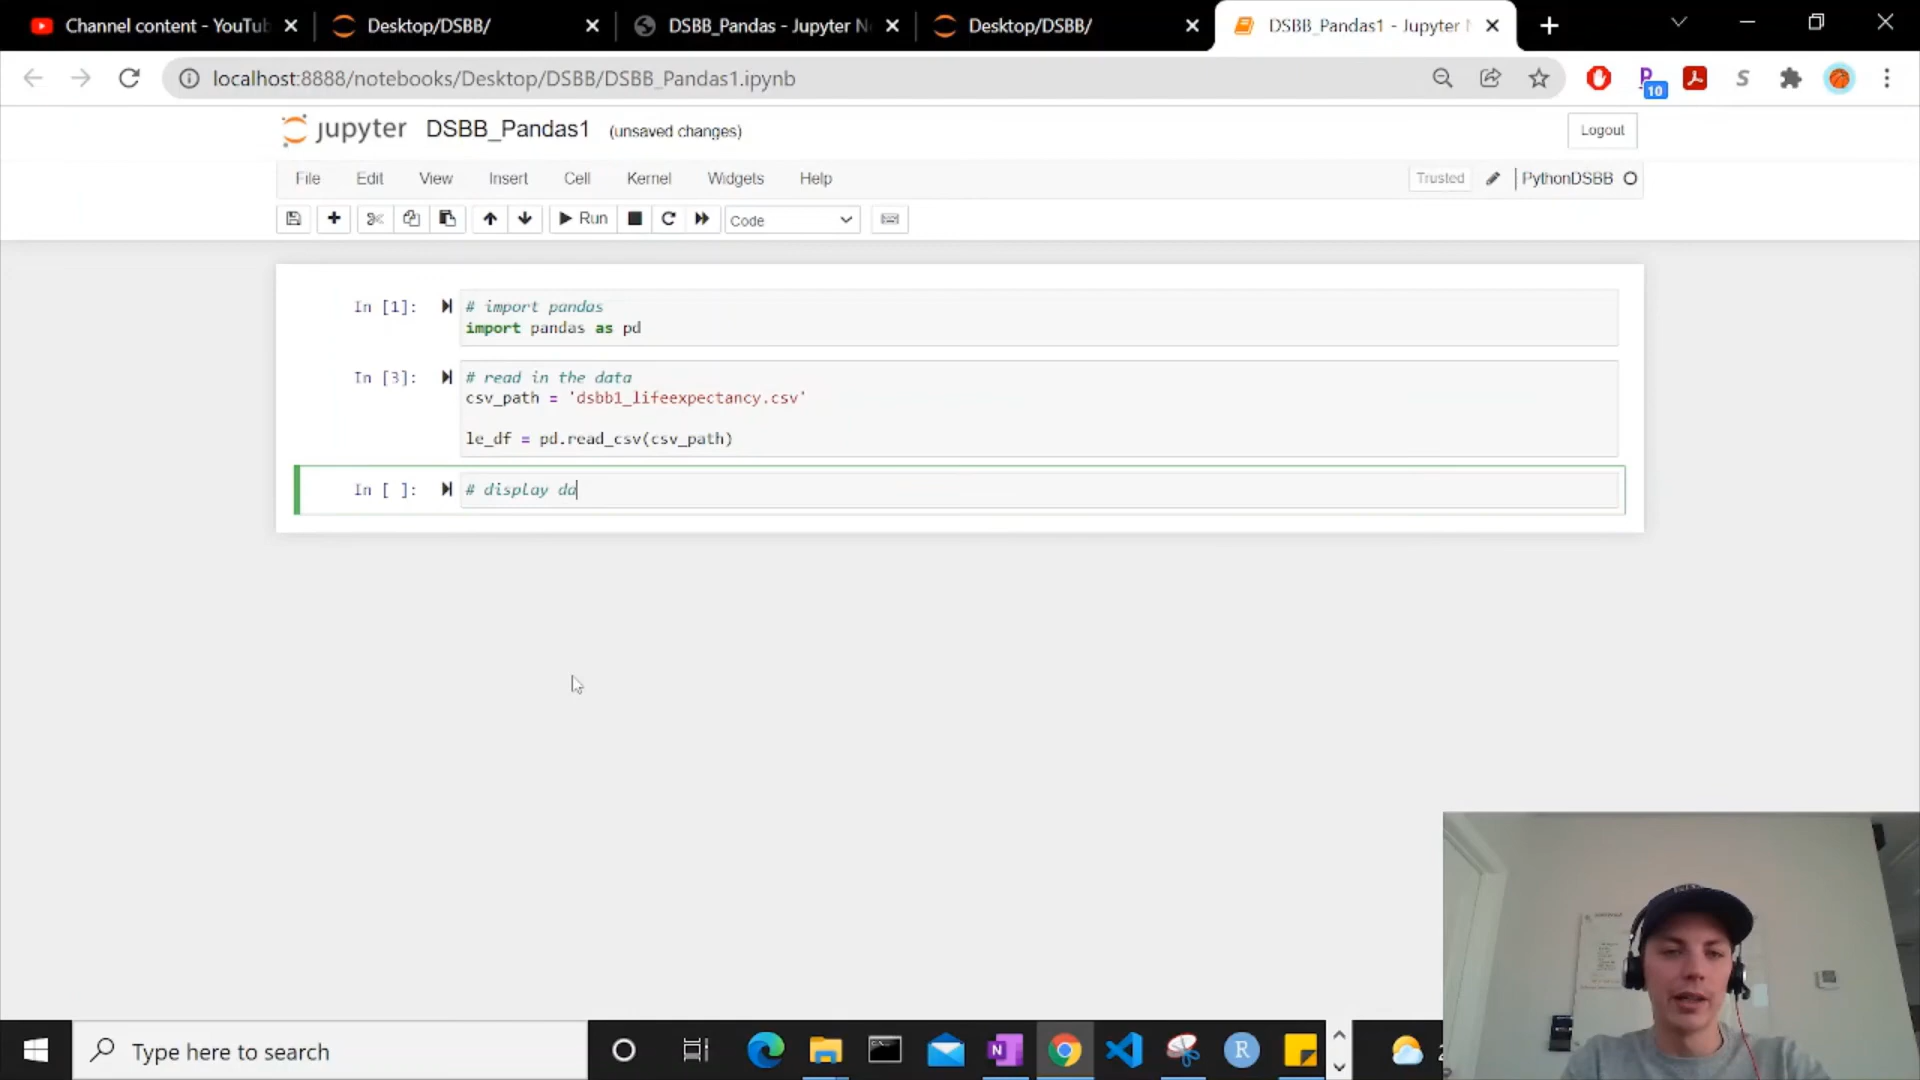 Channel content - YouTub
Desktop/DSBB/
DSBB_Pandas - Jupyter N
Desktop/DSBB/
DSBB_Pandas1 - Jupyter N
localhost:8888/notebooks/Desktop/DSBB/DSBB_Pandas1.ipynb
10
jupyter DSBB_Pandas1 (unsaved changes)
Logout
File Edit View Insert Cell Kernel Widgets Help
Trusted PythonDSBB
Run Code
In [1]: # import pandas
import pandas as pd
In [3]: # read in the data
csv_path = 'dsbb1_lifeexpectancy.csv'
le_df = pd.read_csv(csv_path)
In [ ]: # display da
Type here to search